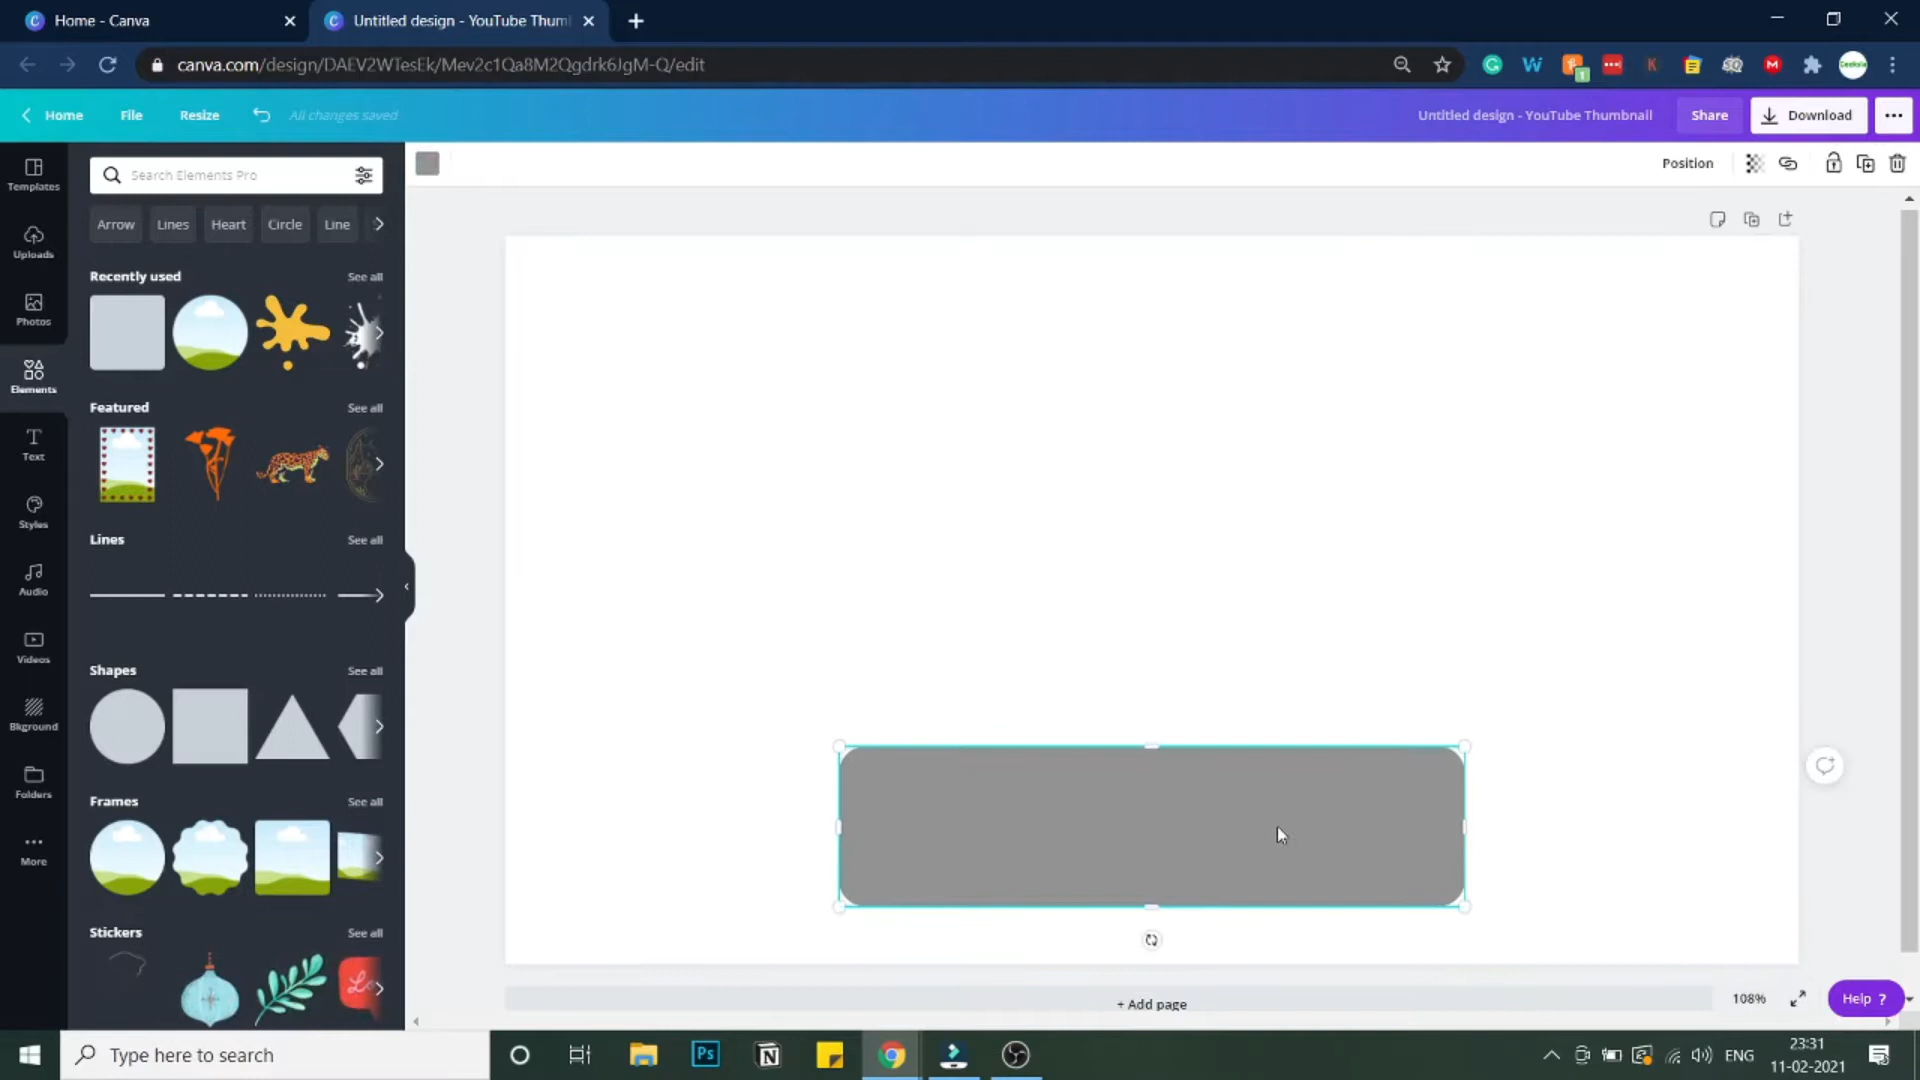 Home - Canva
Untitled design - YouTube Thum
canva.com/design/DAEV2WTesEk/Mev2c1Qa8M2Qgdrk6JgM-Q/edit
Home
File
Resize
All changes saved
Untitled design - YouTube Thumbnail
Share
Download
Templates
Uploads
Photos
Elements
Text
Styles
Audio
Videos
Bkground
Folders
More
Search Elements Pro
Arrow
Lines
Heart
Circle
Line
Recently used
See all
Featured
See all
Lines
See all
Shapes
See all
Frames
See all
Stickers
See all
Position
+ Add page
108%
Help ?
Type here to search
Ps
ENG
23:31
11-02-2021